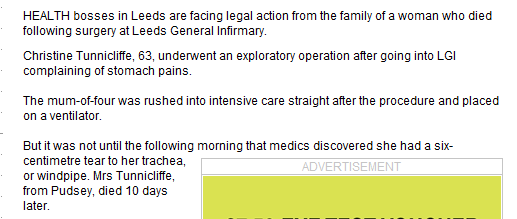 HEALTH bosses in Leeds are facing legal action from the family of a woman who died
following surgery at Leeds General Infirmary.
Christine Tunnicliffe, 63, underwent an exploratory operation after going into LGI
complaining of stomach pains.
The mum-of-four was rushed into intensive care straight after the procedure and placed
on a ventilator.
But it was not until the following morning that medics discovered she had a six-
centimetre tear to her trachea,
or windpipe. Mrs Tunnicliffe,
from Pudsey, died 10 days
later.
ADVERTISEMENT